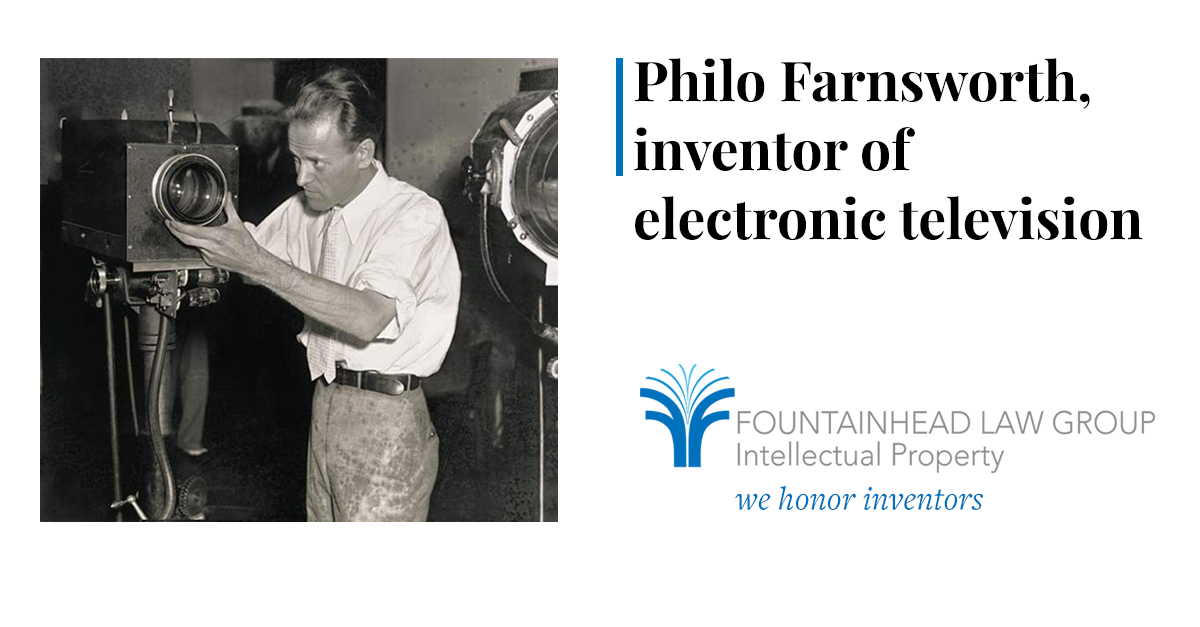 Philo Farnsworth,
inventor of
electronic television
FOUNTAINHEAD LAW GROUP
Intellectual Property
we honor inventors